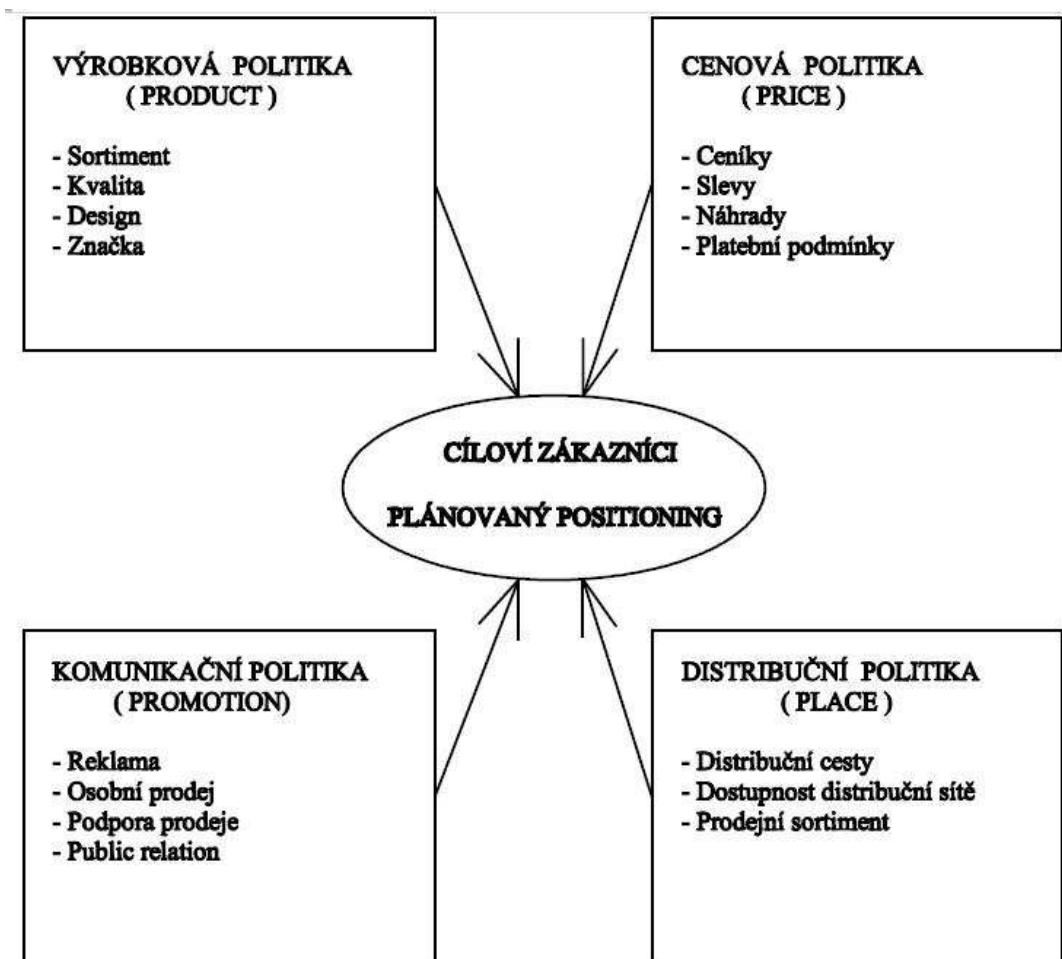 VÝROBKOVÁ POLITIKA
( PRODUCT )
- Sortiment
- Kvalita
- Design
- Značka
CENOVÁ POLITIKA
( PRICE )
- Ceníky
- Slevy
- Náhrady
- Platební podmínky
CÍLOVÍ ZÁKAZNÍCI
PLÁNOVANÝ POSITIONING
KOMUNIKAČNÍ POLITIKA
( PROMOTION)
- Reklama
- Osobní prodej
- Podpora prodeje
- Public relation
DISTRIBUČNÍ POLITIKA
( PLACE )
- Distribuční cesty
- Dostupnost distribuční sítě
- Prodejní sortiment